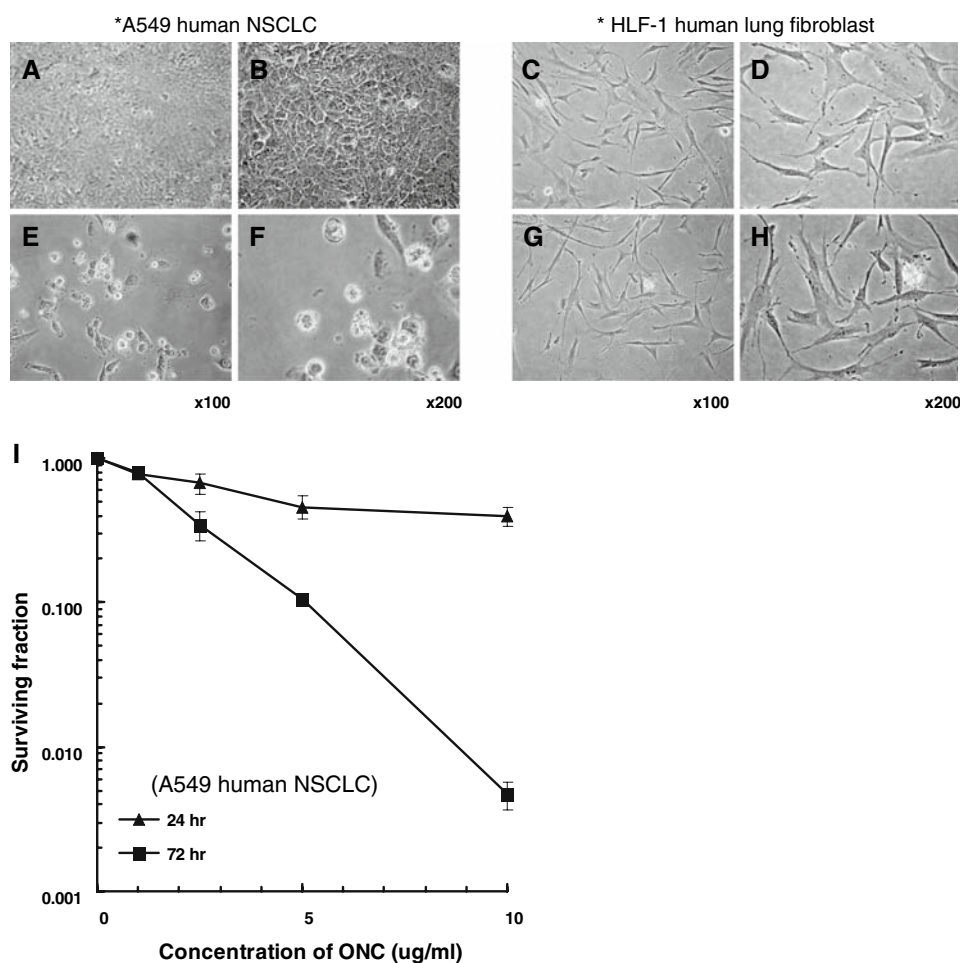 *A549 human NSCLC
* HLF-1 human lung fibroblast
A
B
C
D
E
F
G
H
x100
x200
x100
x200
I
1.000
0.100
0.010
0.001
Surviving fraction
(A549 human NSCLC)
24 hr
72 hr
0
5
10
Concentration of ONC (ug/ml)